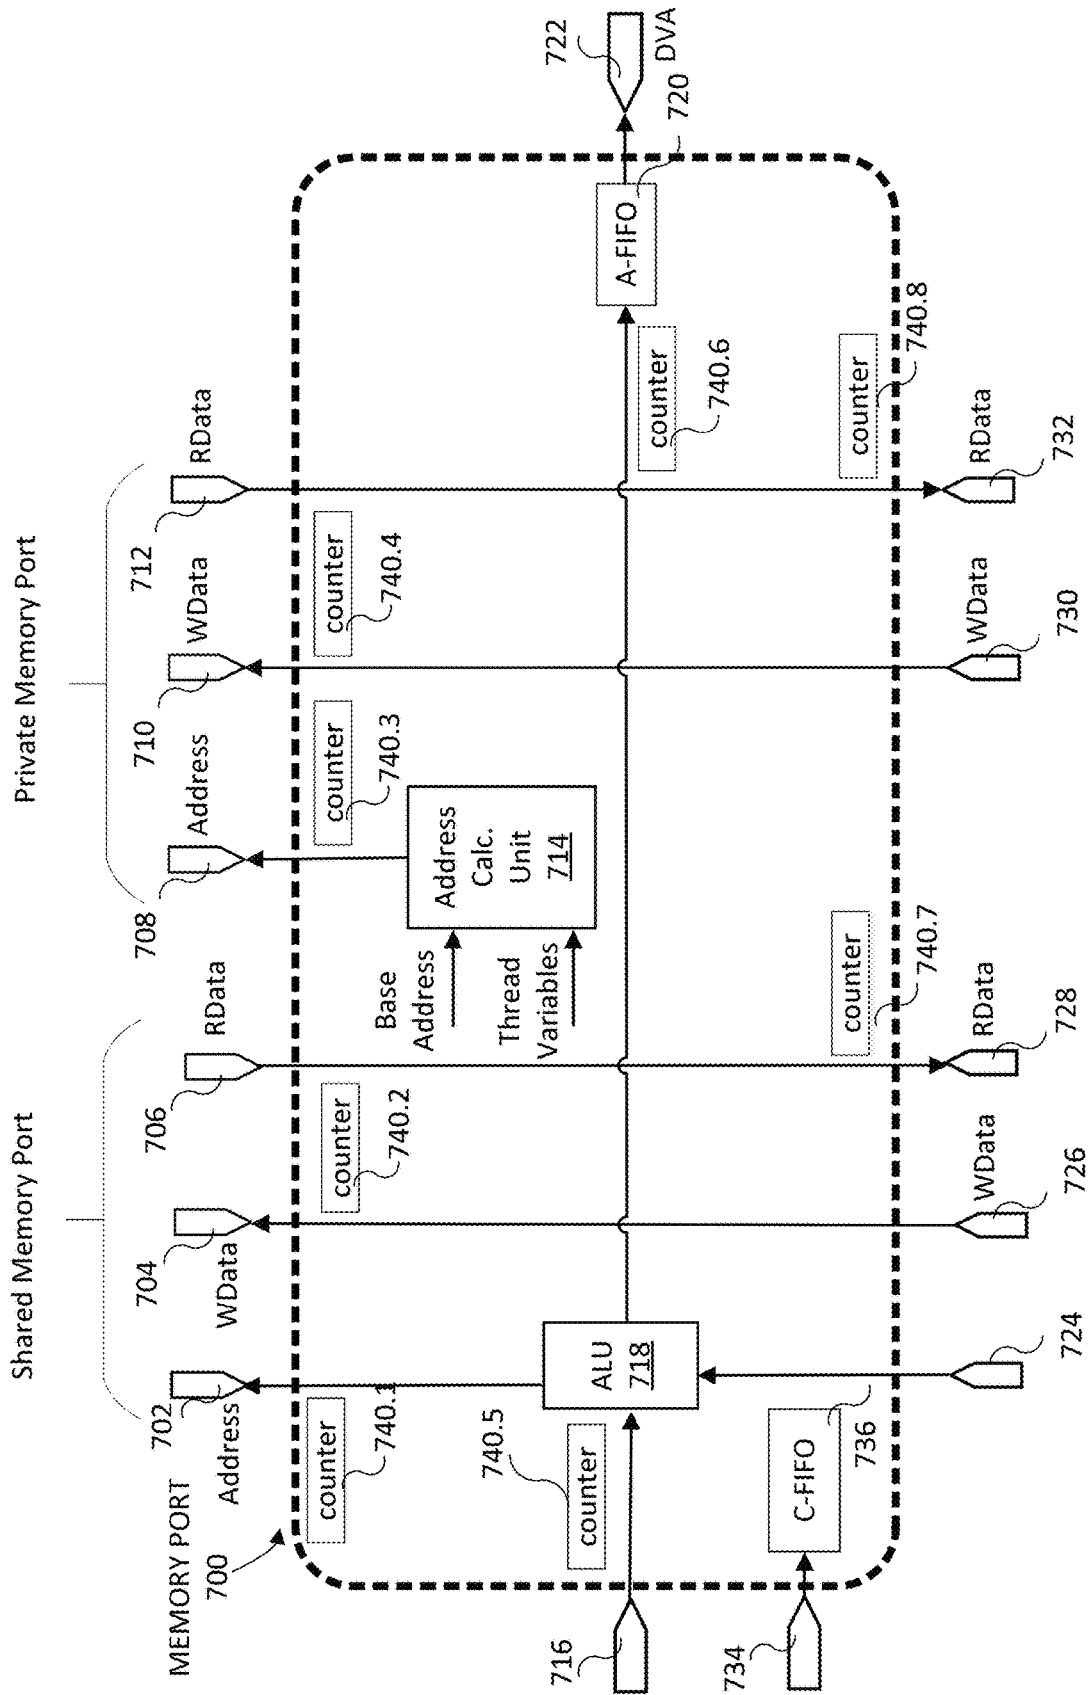 MEMORY PORT
700
Shared Memory Port
Private Memory Port
702
Address
704
WData
706
RData
708
Address
710
WData
712
RData
counter
740.1
counter
740.2
counter
740.3
counter
740.4
Base
Address
Thread
Variables
Address
Calc.
Unit
714
716
counter
740.5
ALU
718
counter
740.6
A-FIFO
720
722
DVA
734
C-FIFO
736
counter
740.7
counter
740.8
724
726
WData
728
RData
730
WData
732
RData